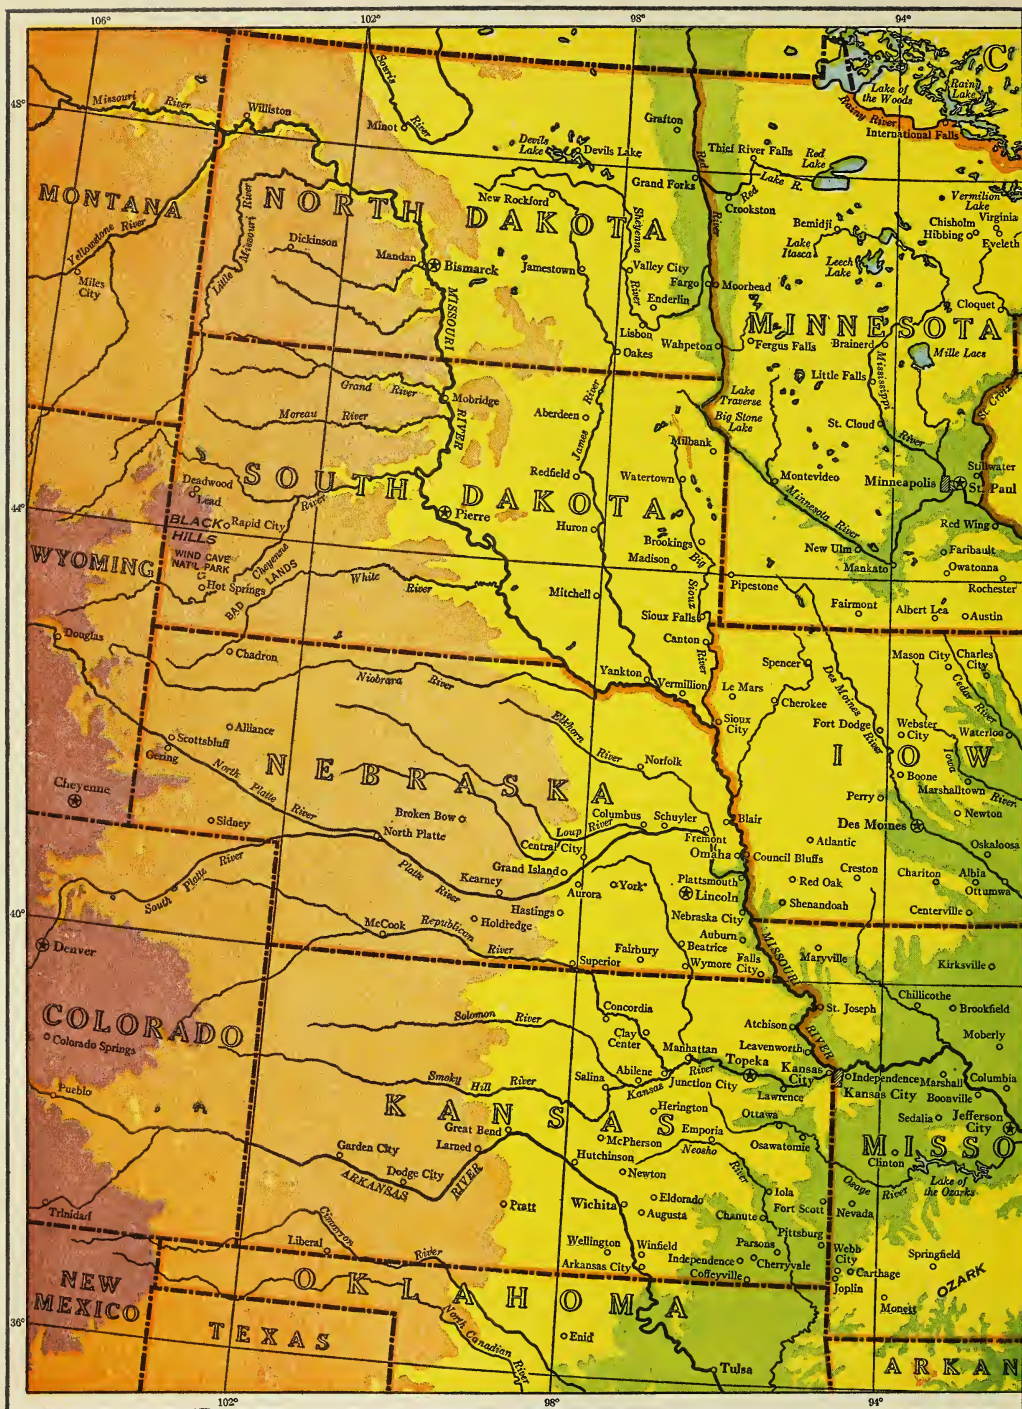 106°
102°
98°
94°
C
48°
Missouri River
Williston
Souris River
Minot
Grafton
Devils Lake
Devils Lake
Lake of the Woods
Rainy Lake
Rainy River
International Falls
Thief River Falls
Red Lake
Red Lake R.
Grand Forks
Crookston
Red River
Vermilion Lake
Virginia
Chisholm
Hibbing
Eveleth
Bemidji
Lake Itasca
Leech Lake
MONTANA
NORTH DAKOTA
New Rockford
Sheyenne River
Little Missouri River
Dickinson
Mandan
Bismarck
Jamestown
Valley City
Fargo
Moorhead
Enderlin
Lisbon
Yellowstone River
Miles City
MISSOURI RIVER
Cloquet
MINNESOTA
Wahpeton
Fergus Falls
Brainerd
Mille Lacs
Oakes
Little Falls
Mississippi River
St. Croix
Grand River
Mobridge
Moreau River
Aberdeen
James River
Lake Traverse
Big Stone Lake
St. Cloud
Milbank
Stillwater
SOUTH DAKOTA
Deadwood
Lead
Redfield
Watertown
Montevideo
Minneapolis
St. Paul
44°
BLACK HILLS
Rapid City
Pierre
Huron
Minnesota River
Red Wing
WYOMING
WIND CAVE NAT'L PARK
Cheyenne River
BAD LANDS
Hot Springs
White River
Brookings
Madison
Big Sioux River
New Ulm
Mankato
Faribault
Owatonna
Rochester
Mitchell
Pipestone
Fairmont
Albert Lea
Austin
Sioux Falls
Canton
Douglas
Chadron
Niobrara River
Yankton
Vermillion
Spencer
Mason City
Charles City
Cedar River
Le Mars
Cherokee
Des Moines River
Sioux City
Fort Dodge
Webster City
Waterloo
Alliance
Scottsbluff
Gering
Elkhorn River
Norfolk
IOW
Iowa River
Boone
Marshalltown
NEBRASKA
North Platte River
Cheyenne
Sidney
Broken Bow
North Platte
Loup River
Columbus
Schuyler
Fremont
Blair
Perry
Newton
Des Moines
Central City
Omaha
Council Bluffs
Atlantic
Oskaloosa
Grand Island
Platte River
Kearney
Aurora
York
Plattsmouth
Lincoln
Red Oak
Creston
Chariton
Albia
Ottumwa
South Platte River
Hastings
Holdredge
Nebraska City
Shenandoah
Centerville
40°
Denver
McCook
Republican River
Superior
Fairbury
Auburn
Beatrice
Wymore
Falls City
MISSOURI RIVER
Maryville
Kirksville
COLORADO
Colorado Springs
Concordia
Clay Center
Solomon River
St. Joseph
Chillicothe
Brookfield
Atchison
Moberly
Leavenworth
Manhattan
Topeka
Kansas City
Independence
Kansas City
Marshall
Columbia
Boonville
Pueblo
Smoky Hill River
Salina
Abilene
Kansas River
Junction City
Lawrence
KANSAS
Herington
Ottawa
Sedalia
Jefferson City
Great Bend
Emporia
Osawatomie
MISSO
McPherson
Neosho River
Garden City
Larned
Hutchinson
Newton
Clinton
Osage River
Lake of the Ozarks
Dodge City
ARKANSAS RIVER
Iola
Fort Scott
Nevada
Trinidad
Cimarron River
Pratt
Wichita
Eldorado
Augusta
Chanute
Pittsburg
Liberal
Wellington
Winfield
Parsons
Webb City
Springfield
Arkansas City
Independence
Cherryvale
Coffeyville
Carthage
Joplin
NEW MEXICO
OKLAHOMA
OZARK
Monett
36°
TEXAS
North Canadian River
Enid
Tulsa
ARKAN
102°
98°
94°